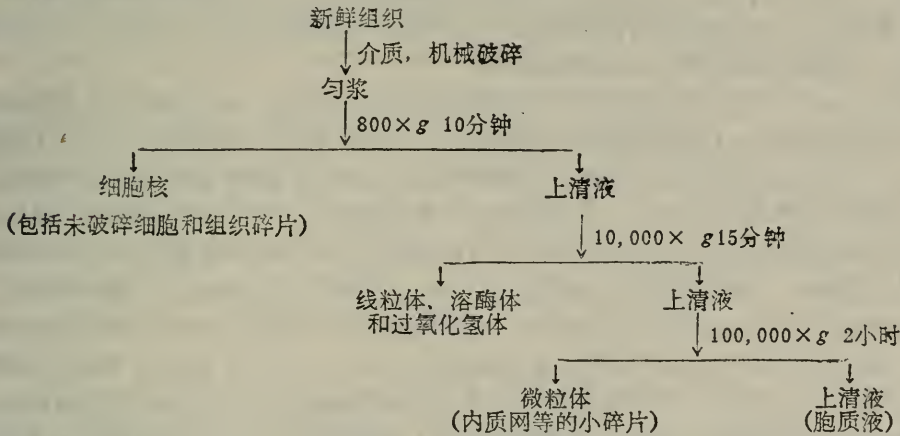 新鲜组织
介质，机械破碎
匀浆
800×g 10分钟
细胞核
(包括未破碎细胞和组织碎片)
上清液
10,000× g15分钟
线粒体、溶酶体
和过氧化氢体
上清液
100,000×g 2小时
微粒体
(内质网等的小碎片)
上清液
(胞质液)